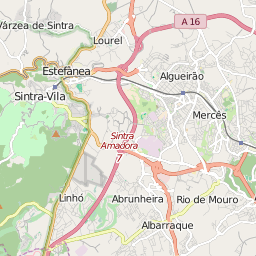 Várzea de Sintra
A 16
Lourel
Estefânea
Algueirão
Sintra-Vila
Mercês
Sintra
Amadora
7
Linhó
Abrunheira
Rio de Mouro
Albarraque